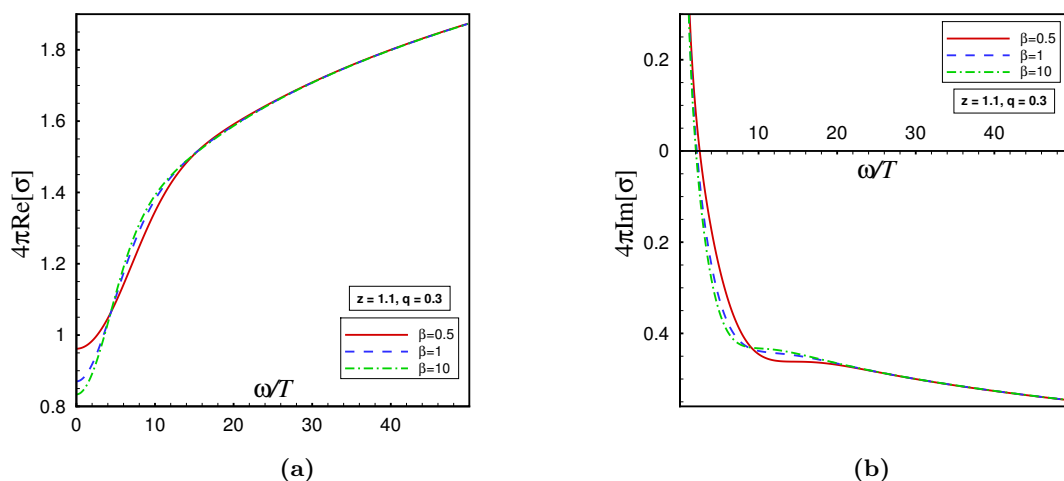 1.8
1.6
1.4
1.2
1
0.8
4πRe[σ]
z = 1.1, q = 0.3
β=0.5
β=1
β=10
ω/T
0 10 20 30 40
(a)
0.2
0
0.2
0.4
4πIm[σ]
β=0.5
β=1
β=10
z = 1.1, q = 0.3
10 20 30 40
ω/T
(b)